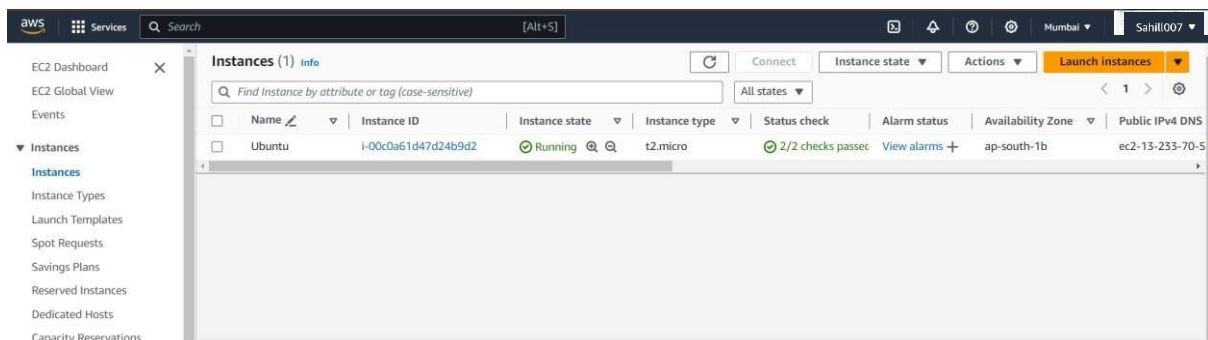 aws Services Search [Alt+S] Mumbai Sahill007
EC2 Dashboard
EC2 Global View
Events
Instances
Instances
Instance Types
Launch Templates
Spot Requests
Savings Plans
Reserved Instances
Dedicated Hosts
Capacity Reservations
Instances (1) Info Connect Instance state Actions Launch instances
Find Instance by attribute or tag (case-sensitive) All states 1
Name Instance ID Instance state Instance type Status check Alarm status Availability Zone Public IPv4 DNS
Ubuntu i-00c0a61d47d24b9d2 Running t2.micro 2/2 checks passec View alarms + ap-south-1b ec2-13-233-70-5